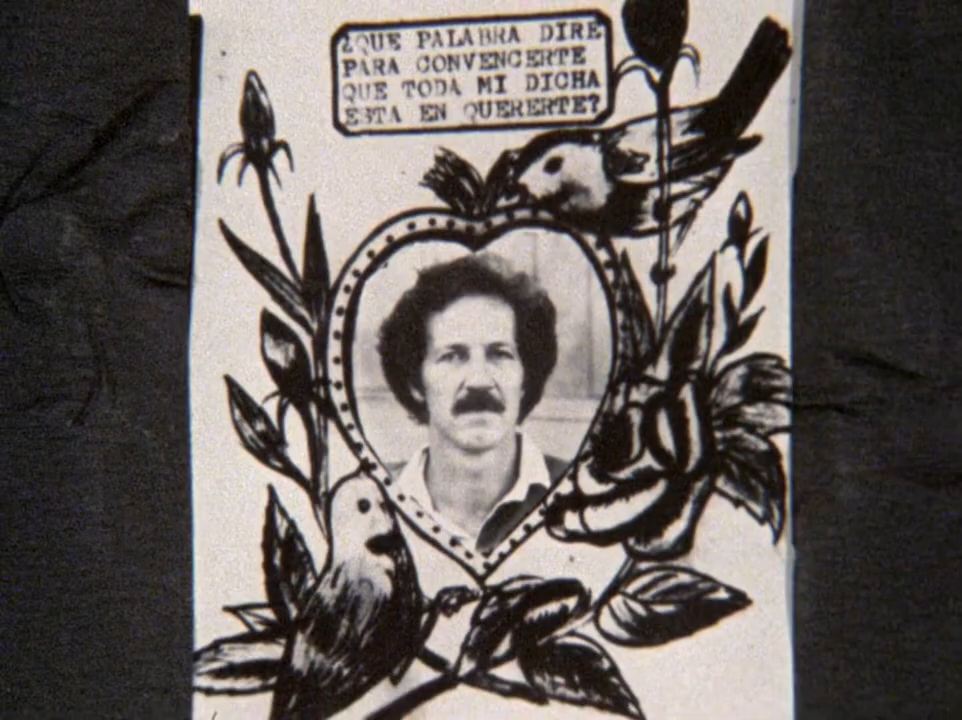 ¿QUE PALABRA DIRE
PARA CONVENCERTE
QUE TODA MI DICHA
ESTA EN QUERERTE?